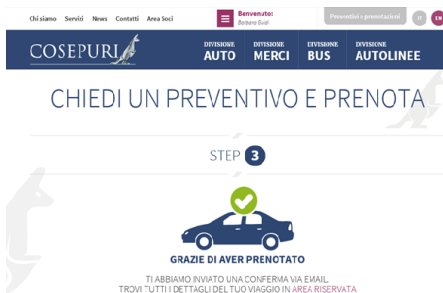 Chi siamo Servizi News Contatti Area Soci
Benvenuto:
Barbara Guidi
Preventivi e prenotazioni
IT EN
COSEPURI
DIVISIONE AUTO
DIVISIONE MERCI
DIVISIONE BUS
DIVISIONE AUTOLINEE
CHIEDI UN PREVENTIVO E PRENOTA
STEP 3
GRAZIE DI AVER PRENOTATO
TI ABBIAMO INVIATO UNA CONFERMA VIA EMAIL.
TROVI TUTTI I DETTAGLI DEL TUO VIAGGIO IN AREA RISERVATA